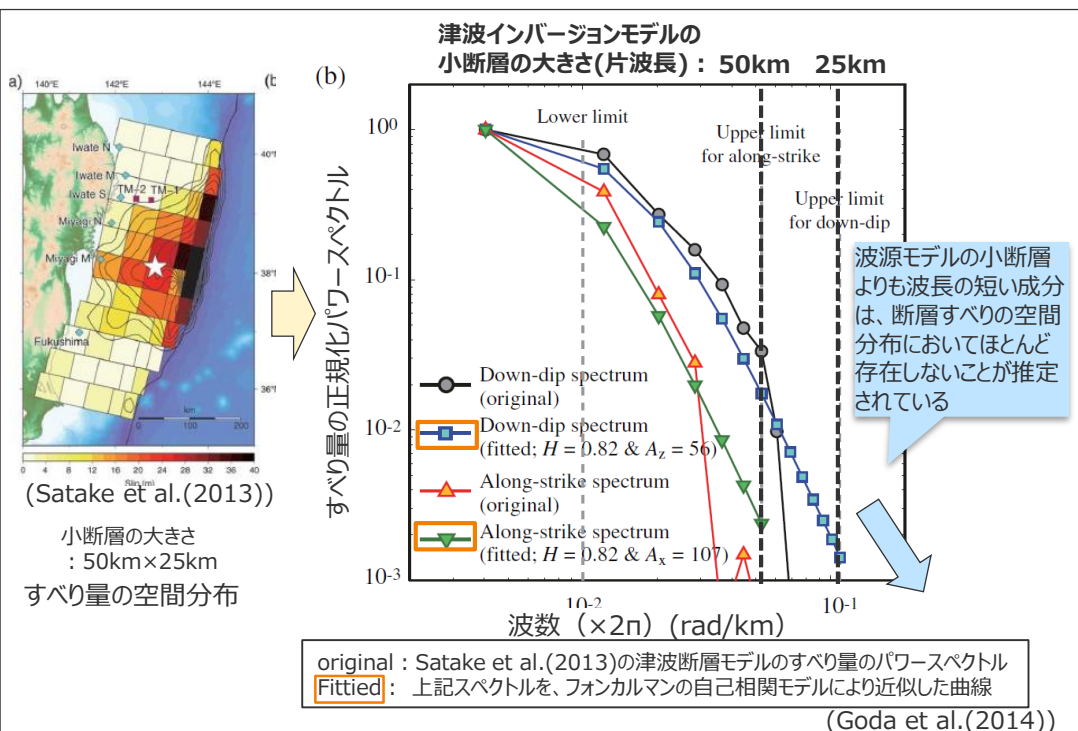 津波インバージョンモデルの
小断層の大きさ(片波長)： 50km 25km
a) 140°E 142°E 144°E (b
Iwate N
Iwate M
TM-2 TM-1
Iwate S
Miyagi N
Miyagi M
Fukushima
40°N
38°N
36°N
km
0 100 200
0 4 8 12 16 20 24 28 32 36 40
Slip (m)
(Satake et al.(2013))
小断層の大きさ
：50km×25km
すべり量の空間分布
(b)
すべり量の正規化パワースペクトル
10⁰
10⁻¹
10⁻²
10⁻³
Lower limit
Upper limit
for along-strike
Upper limit
for down-dip
Down-dip spectrum
(original)
Down-dip spectrum
(fitted; H = 0.82 & Az = 56)
Along-strike spectrum
(original)
Along-strike spectrum
(fitted; H = 0.82 & Ax = 107)
10⁻² 10⁻¹
波数（×2π）(rad/km)
波源モデルの小断層
よりも波長の短い成分
は、断層すべりの空間
分布においてほとんど
存在しないことが推定
されている
original：Satake et al.(2013)の津波断層モデルのすべり量のパワースペクトル
Fittied： 上記スペクトルを、フォンカルマンの自己相関モデルにより近似した曲線
(Goda et al.(2014))